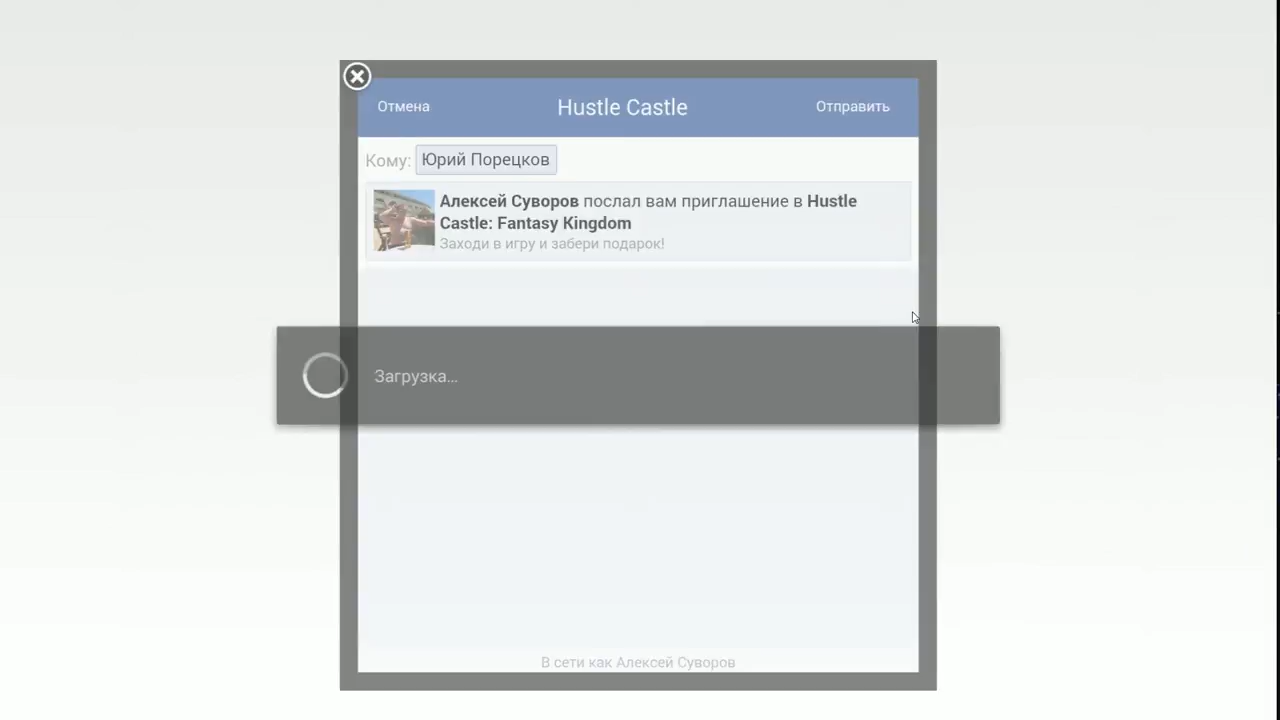 Отмена
Hustle Castle
Отправить
Кому: Юрий Порецков
Алексей Суворов послал вам приглашение в Hustle
Castle: Fantasy Kingdom
Заходи в игру и забери подарок!
Загрузка...
В сети как Алексей Суворов